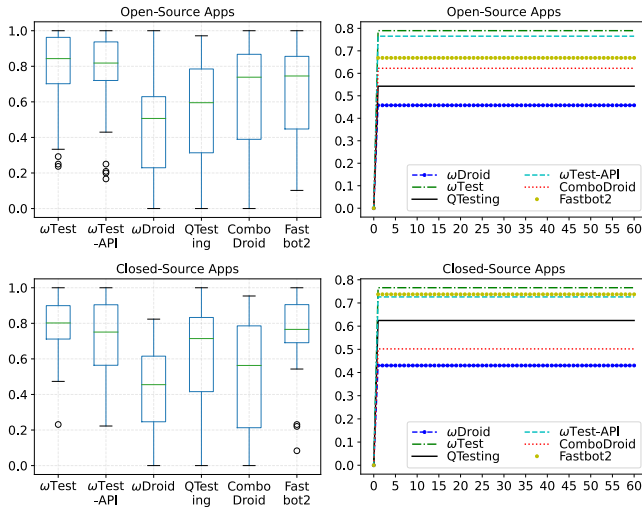 Open-Source Apps
1.0
0.8
0.6
0.4
0.2
0.0
ωTest
ωTest
-API
ωDroid
QTest
ing
Combo
Droid
Fast
bot2
Open-Source Apps
0.8
0.7
0.6
0.5
0.4
0.3
0.2
0.1
0.0
ωDroid
ωTest
QTesting
ωTest-API
ComboDroid
Fastbot2
0 5 10 15 20 25 30 35 40 45 50 55 60
Closed-Source Apps
1.0
0.8
0.6
0.4
0.2
0.0
ωTest
ωTest
-API
ωDroid
QTest
ing
Combo
Droid
Fast
bot2
Closed-Source Apps
0.8
0.7
0.6
0.5
0.4
0.3
0.2
0.1
0.0
ωDroid
ωTest
QTesting
ωTest-API
ComboDroid
Fastbot2
0 5 10 15 20 25 30 35 40 45 50 55 60